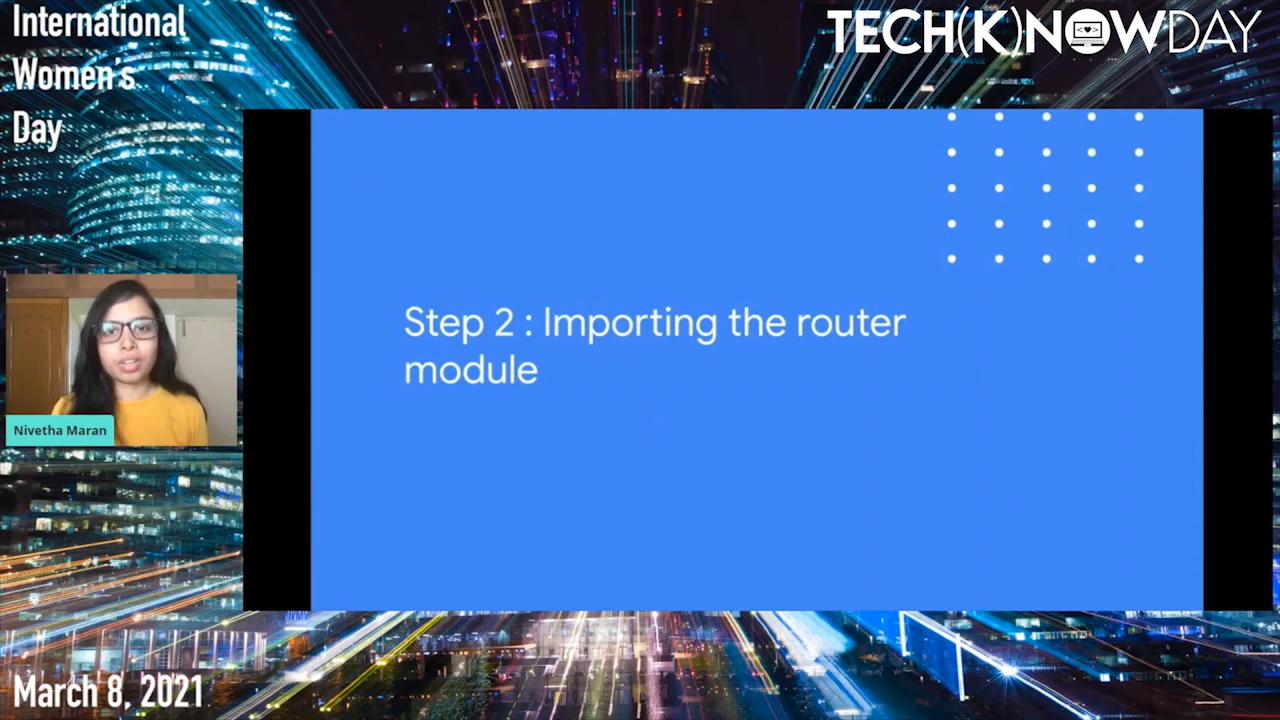 International
Women's
Day
TECH(K)NOWDAY
Step 2 : Importing the router
module
Nivetha Maran
March 8, 2021